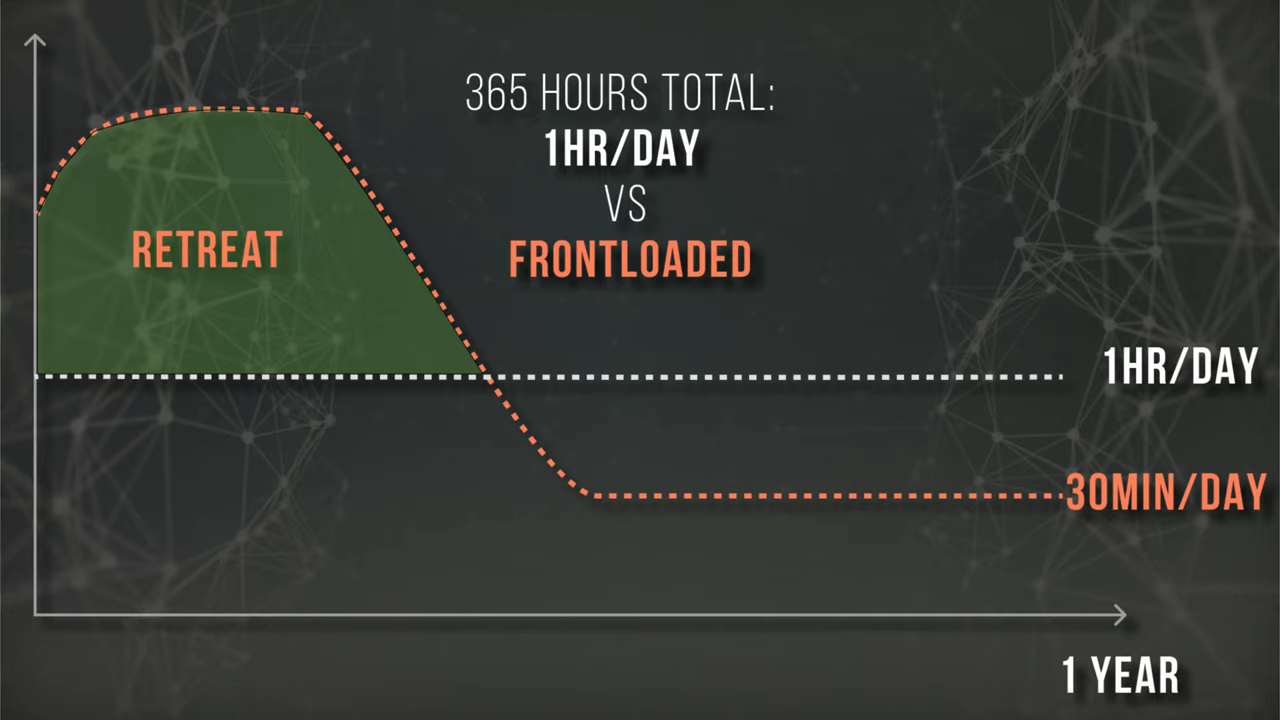 365 HOURS TOTAL:
1HR/DAY
VS
FRONTLOADED
RETREAT
1HR/DAY
30MIN/DAY
1 YEAR